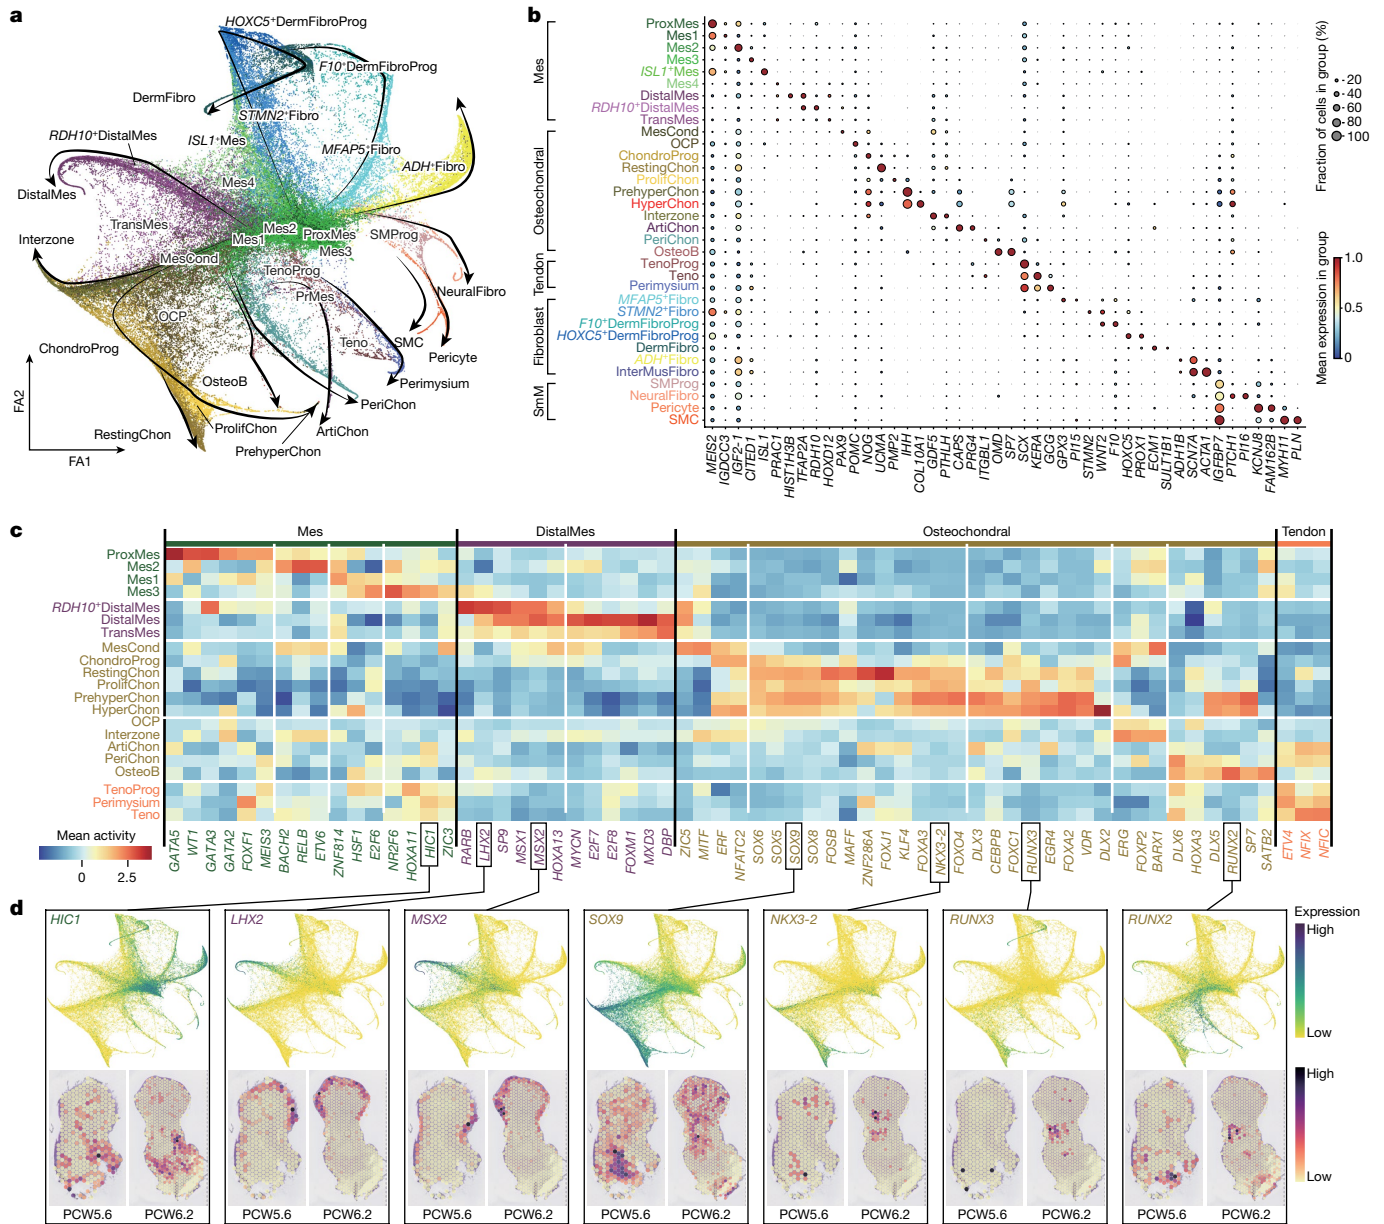 a
HOXC5+DermFibroProg
F10+DermFibroProg
DermFibro
STMN2+Fibro
RDH10+DistalMes
ISL1+Mes
MFAP5+Fibro
ADH+Fibro
Mes4
DistalMes
TransMes
Mes2
ProxMes
SMProg
Interzone
Mes1
Mes3
MesCond
TenoProg
NeuralFibro
PrMes
OCP
ChondroProg
Teno
SMC
Pericyte
OsteoB
Perimysium
PeriChon
FA2
ProlifChon
RestingChon
ArtiChon
PrehyperChon
FA1
b
Mes
Osteochondral
Tendon
Fibroblast
SmM
ProxMes
Mes1
Mes2
Mes3
ISL1+Mes
Mes4
DistalMes
RDH10+DistalMes
TransMes
MesCond
OCP
ChondroProg
RestingChon
ProlifChon
PrehyperChon
HyperChon
Interzone
ArtiChon
PeriChon
OsteoB
TenoProg
Teno
Perimysium
MFAP5+Fibro
STMN2+Fibro
F10+DermFibroProg
HOXC5+DermFibroProg
DermFibro
ADH+Fibro
InterMusFibro
SMProg
NeuralFibro
Pericyte
SMC
MEIS2 IGDCC3 IGF2-1 CITED1 ISL1 PRAC1 HIST1H3B TFAP2A RDH10 HOXD12 PAX9 POMC NOG UCMA PMP2 IHH COL10A1 GDF5 PTHLH CAPS PRG4 ITGBL1 OMD SP7 SCX KERA GCG GPX3 PI15 STMN2 WNT2 F10 HOXC5 PROX1 ECM1 SULT1B1 ADH1B SCN7A ACTA1 IGFBP7 PTCH1 PI16 KCNJ8 FAM162B MYH11 PLN
Fraction of cells in group (%)
20
40
60
80
100
Mean expression in group
1.0
0.5
0
c
Mes DistalMes Osteochondral Tendon
ProxMes
Mes2
Mes1
Mes3
RDH10+DistalMes
DistalMes
TransMes
MesCond
ChondroProg
RestingChon
ProlifChon
PrehyperChon
HyperChon
OCP
Interzone
ArtiChon
PeriChon
OsteoB
TenoProg
Perimysium
Teno
Mean activity
0 2.5
GATA5 WT1 GATA3 GATA2 FOXF1 MEIS3 BACH2 RELB ETV6 ZNF814 HSF1 E2F6 NR2F6 HOXA11 HIC1 ZIC3 RARB LHX2 SP9 MSX1 MSX2 HOXA13 MYCN E2F7 E2F8 FOXM1 MXD3 DBP ZIC5 MITF ERF NFATC2 SOX6 SOX5 SOX9 SOX8 FOSB MAFF ZNF286A FOXJ1 KLF4 FOXA3 NKX3-2 FOXO4 DLX3 CEBPB FOXC1 RUNX3 EGR4 FOXA2 VDR DLX2 ERG FOXP2 BARX1 DLX6 HOXA3 DLX5 RUNX2 SP7 SATB2 ETV4 NFIX NFIC
d
HIC1 LHX2 MSX2 SOX9 NKX3-2 RUNX3 RUNX2
Expression
High
Low
High
Low
PCW5.6 PCW6.2 PCW5.6 PCW6.2 PCW5.6 PCW6.2 PCW5.6 PCW6.2 PCW5.6 PCW6.2 PCW5.6 PCW6.2 PCW5.6 PCW6.2